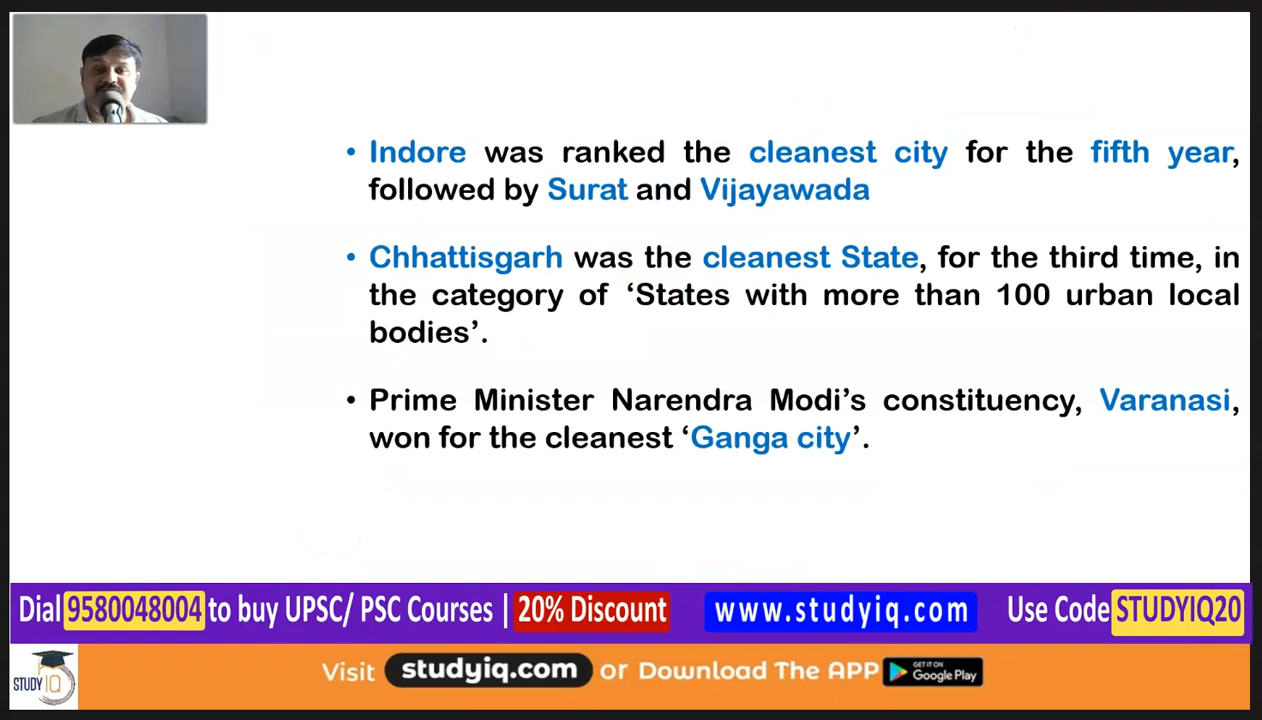 • Indore was ranked the cleanest city for the fifth year,
followed by Surat and Vijayawada
• Chhattisgarh was the cleanest State, for the third time, in
the category of ‘States with more than 100 urban local
bodies’.
• Prime Minister Narendra Modi’s constituency, Varanasi,
won for the cleanest ‘Ganga city’.
Dial 9580048004 to buy UPSC/ PSC Courses | 20% Discount www.studyiq.com Use Code STUDYIQ20
STUDY IQ Visit studyiq.com or Download The APP GET IT ON Google Play